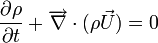 ∂ρ/∂t + ∇⃗ · (ρU⃗) = 0